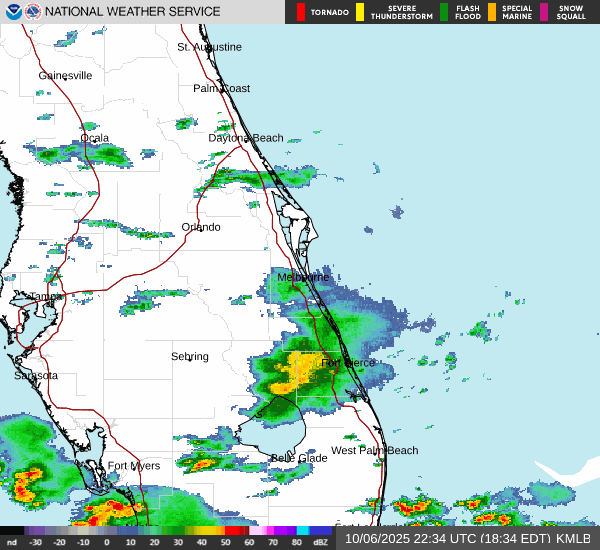 NATIONAL WEATHER SERVICE
TORNADO
SEVERE THUNDERSTORM
FLASH FLOOD
SPECIAL MARINE
SNOW SQUALL
St. Augustine
Gainesville
Palm Coast
Ocala
Daytona Beach
Orlando
Melbourne
Tampa
Sebring
Fort Pierce
Sarasota
West Palm Beach
Belle Glade
Fort Myers
nd -30 -20 -10 0 10 20 30 40 50 60 70 80 dBZ
10/06/2025 22:34 UTC (18:34 EDT) KMLB